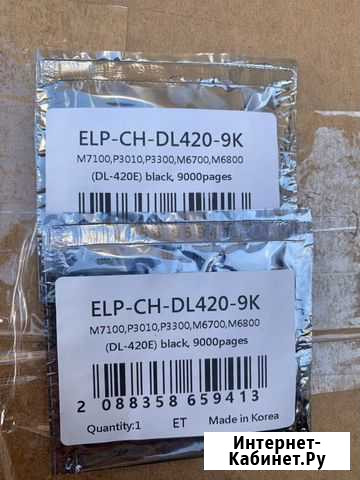 ELP-CH-DL420-9K
M7100,P3010,P3300,M6700,M6800
(DL-420E) black, 9000pages
ELP-CH-DL420-9K
M7100,P3010,P3300,M6700,M6800
(DL-420E) black, 9000pages
2 088358 659413
Quantity:1 ET Made in Korea
Интернет-
Кабинет.Ру